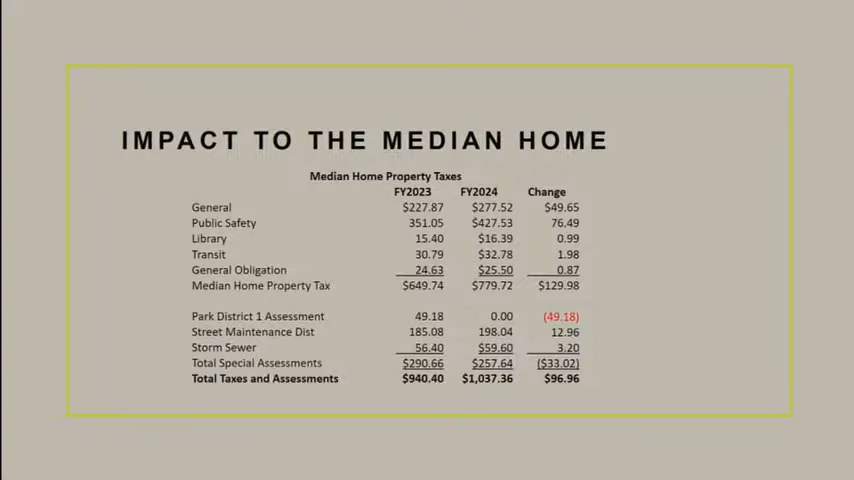 IMPACT TO THE MEDIAN HOME
Median Home Property Taxes
FY2023 FY2024 Change
General $227.87 $277.52 $49.65
Public Safety 351.05 $427.53 76.49
Library 15.40 $16.39 0.99
Transit 30.79 $32.78 1.98
General Obligation 24.63 $25.50 0.87
Median Home Property Tax $649.74 $779.72 $129.98
Park District 1 Assessment 49.18 0.00 (49.18)
Street Maintenance Dist 185.08 198.04 12.96
Storm Sewer 56.40 $59.60 3.20
Total Special Assessments $290.66 $257.64 ($33.02)
Total Taxes and Assessments $940.40 $1,037.36 $96.96